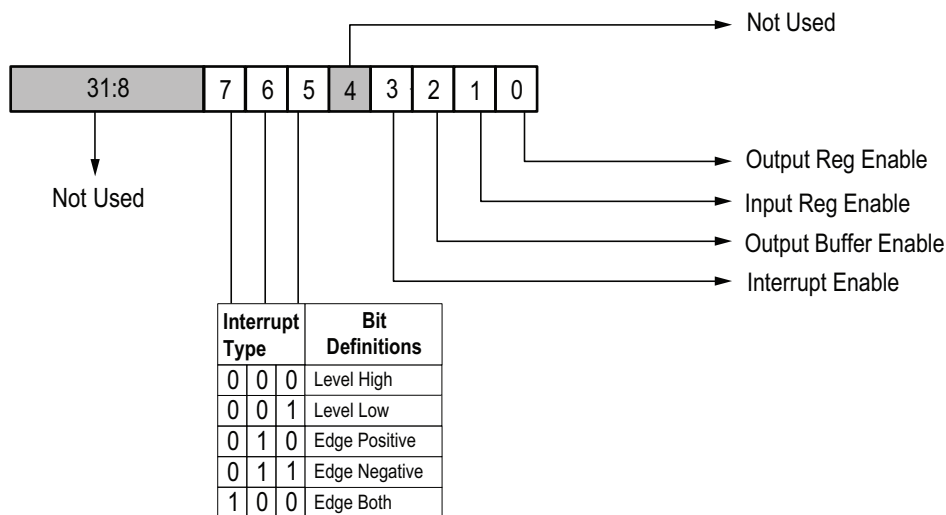 Not Used
31:8 7 6 5 4 3 2 1 0
Output Reg Enable
Not Used
Input Reg Enable
Output Buffer Enable
Interrupt Enable
Interrupt Type Bit Definitions
0 0 0 Level High
0 0 1 Level Low
0 1 0 Edge Positive
0 1 1 Edge Negative
1 0 0 Edge Both